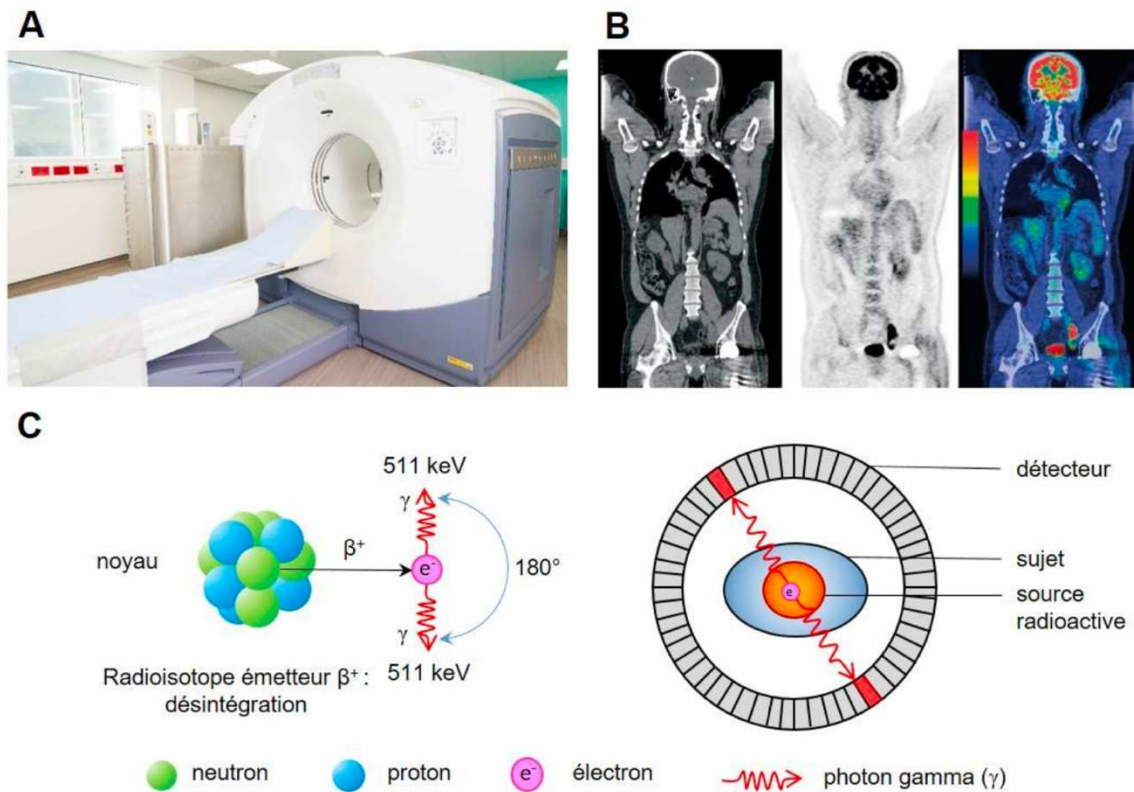 A
B
C
511 keV
γ
noyau
β⁺
e⁻
180°
γ
511 keV
Radioisotope émetteur β⁺ :
désintégration
détecteur
sujet
e
source
radioactive
neutron
proton
e⁻
électron
photon gamma (γ)